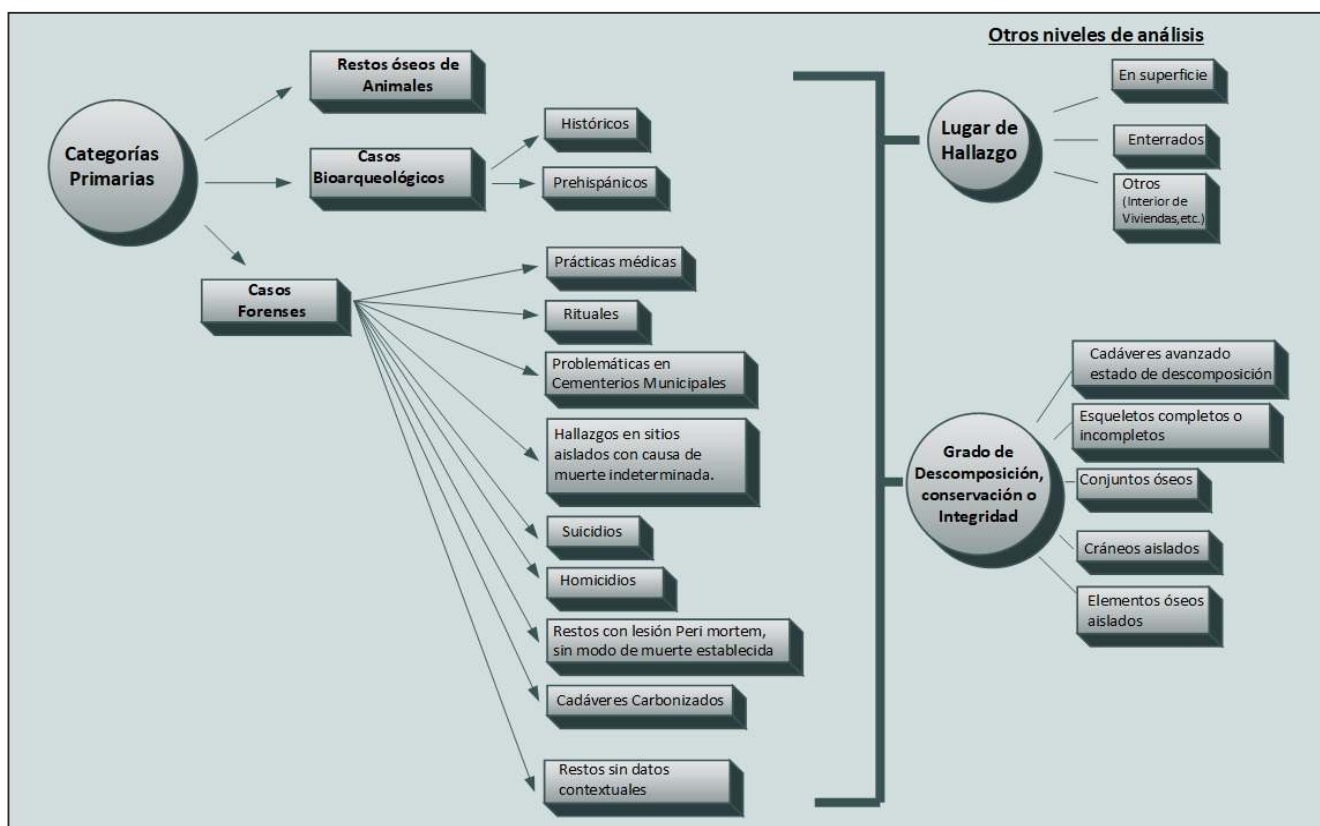 Categorías
Primarias
Restos óseos de
Animales
Casos
Bioarqueológicos
Históricos
Prehispánicos
Casos
Forenses
Prácticas médicas
Rituales
Problemáticas en
Cementerios Municipales
Hallazgos en sitios
aislados con causa de
muerte indeterminada.
Suicidios
Homicidios
Restos con lesión Peri mortem,
sin modo de muerte establecida
Cadáveres Carbonizados
Restos sin datos
contextuales
Otros niveles de análisis
Lugar de
Hallazgo
En superficie
Enterrados
Otros
(Interior de
Viviendas,etc.)
Grado de
Descomposición,
conservación o
Integridad
Cadáveres avanzado
estado de descomposición
Esqueletos completos o
incompletos
Conjuntos óseos
Cráneos aislados
Elementos óseos
aislados